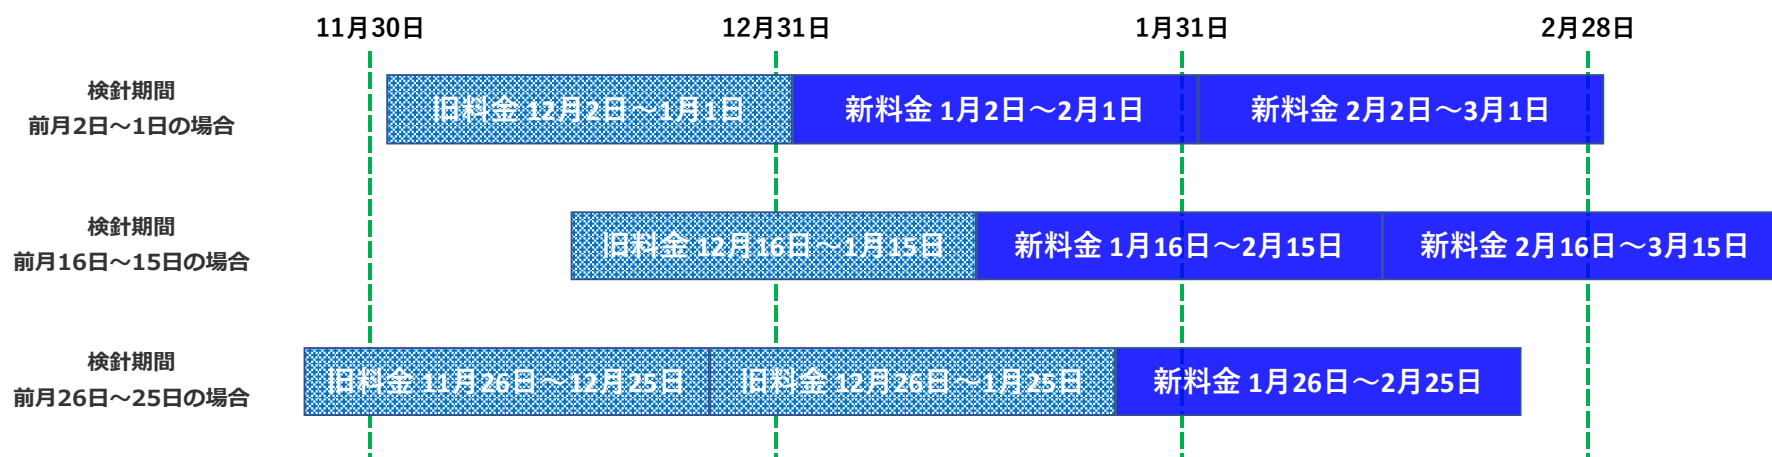 11月30日 12月31日 1月31日 2月28日
検針期間
前月2日～1日の場合
旧料金 12月2日～1月1日 新料金 1月2日～2月1日 新料金 2月2日～3月1日
検針期間
前月16日～15日の場合
旧料金 12月16日～1月15日 新料金 1月16日～2月15日 新料金 2月16日～3月15日
検針期間
前月26日～25日の場合
旧料金 11月26日～12月25日 旧料金 12月26日～1月25日 新料金 1月26日～2月25日